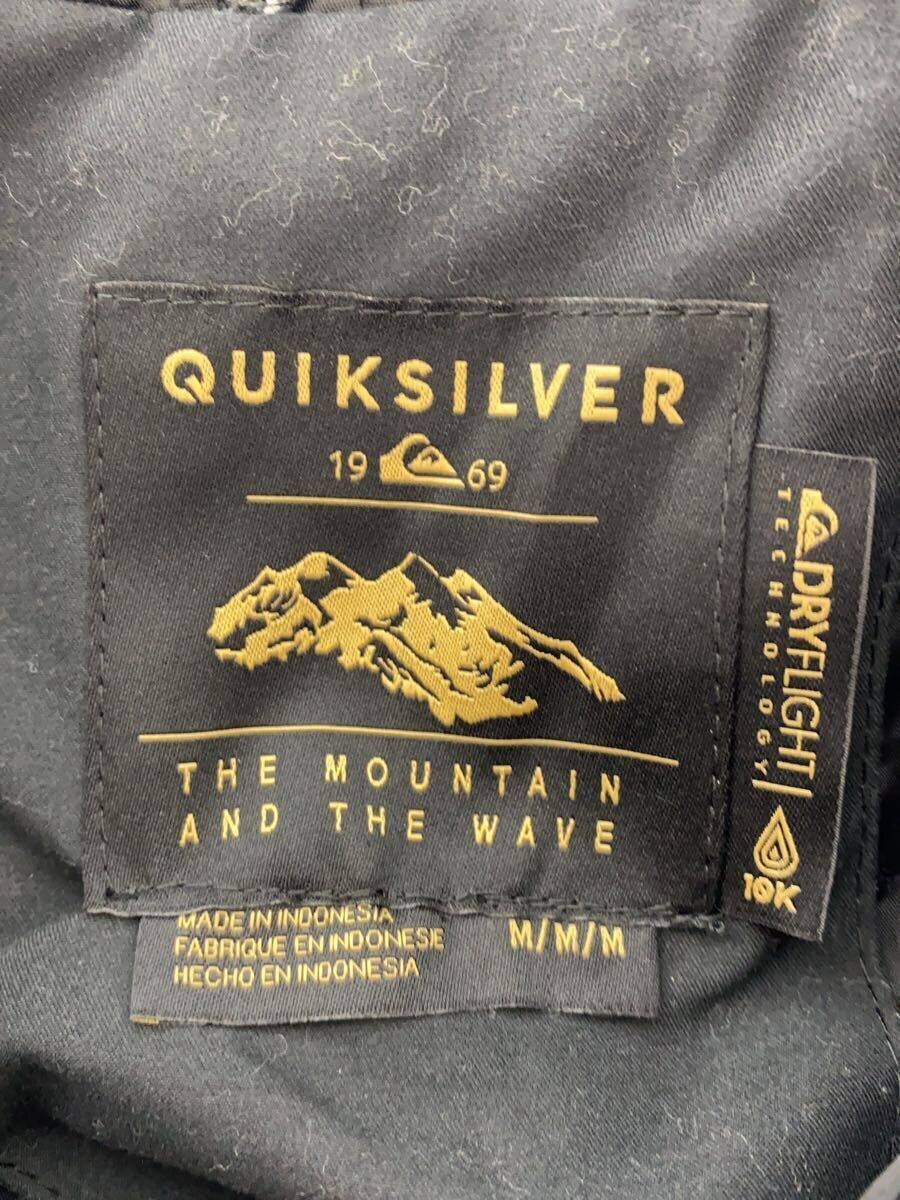 QUIKSILVER
19 69
THE MOUNTAIN
AND THE WAVE
MADE IN INDONESIA
FABRIQUE EN INDONESIE
HECHO EN INDONESIA
M/M/M
DRYFLIGHT
TECHNOLOGY
10K